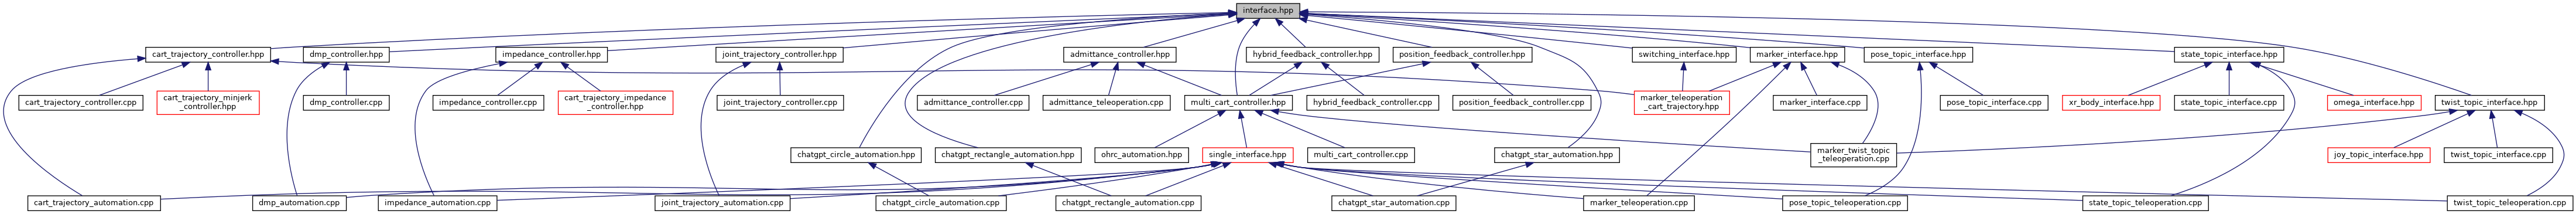 interface.hpp
cart_trajectory_controller.hpp
dmp_controller.hpp
impedance_controller.hpp
joint_trajectory_controller.hpp
admittance_controller.hpp
hybrid_feedback_controller.hpp
position_feedback_controller.hpp
switching_interface.hpp
marker_interface.hpp
pose_topic_interface.hpp
state_topic_interface.hpp
cart_trajectory_controller.cpp
cart_trajectory_minjerk
_controller.hpp
dmp_controller.cpp
impedance_controller.cpp
cart_trajectory_impedance
_controller.hpp
joint_trajectory_controller.cpp
admittance_controller.cpp
admittance_teleoperation.cpp
multi_cart_controller.hpp
hybrid_feedback_controller.cpp
position_feedback_controller.cpp
marker_teleoperation
_cart_trajectory.hpp
marker_interface.cpp
pose_topic_interface.cpp
xr_body_interface.hpp
state_topic_interface.cpp
omega_interface.hpp
twist_topic_interface.hpp
chatgpt_circle_automation.hpp
chatgpt_rectangle_automation.hpp
ohrc_automation.hpp
single_interface.hpp
multi_cart_controller.cpp
chatgpt_star_automation.hpp
marker_twist_topic
_teleoperation.cpp
joy_topic_interface.hpp
twist_topic_interface.cpp
cart_trajectory_automation.cpp
dmp_automation.cpp
impedance_automation.cpp
joint_trajectory_automation.cpp
chatgpt_circle_automation.cpp
chatgpt_rectangle_automation.cpp
chatgpt_star_automation.cpp
marker_teleoperation.cpp
pose_topic_teleoperation.cpp
state_topic_teleoperation.cpp
twist_topic_teleoperation.cpp